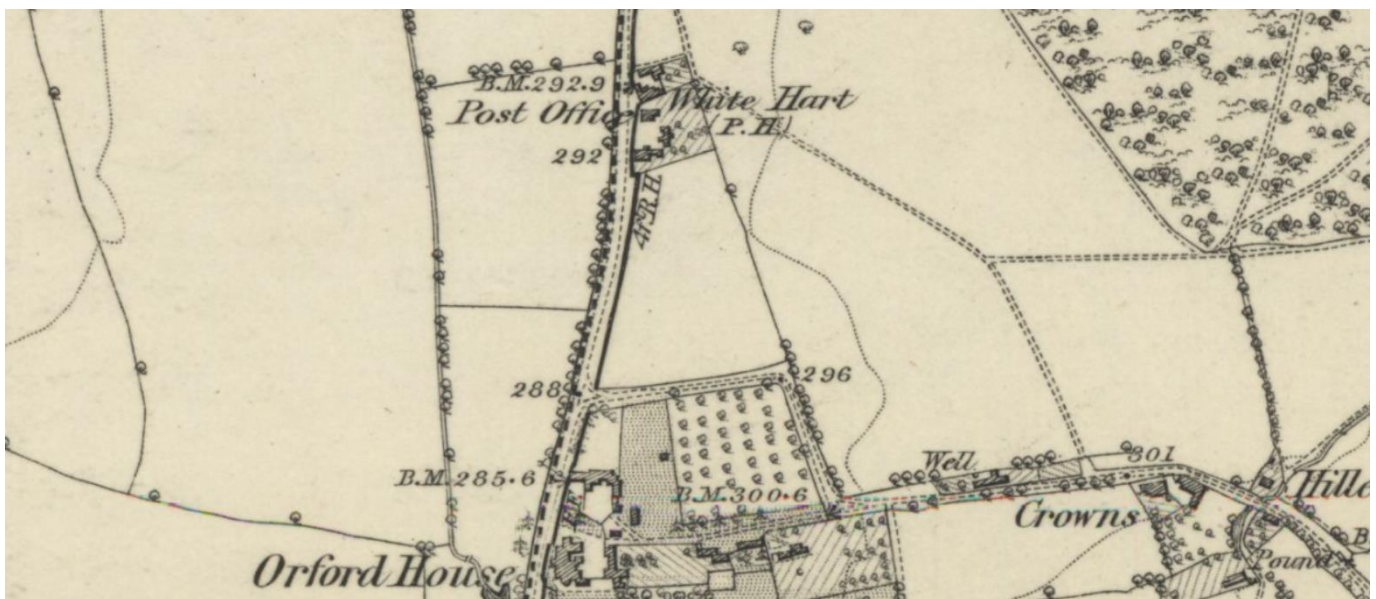 B.M.292.9
Post Office
White Hart
(P.H.)
292
4ft.R.H.
288
296
B.M.285.6
Well
301
B.M.300.6
Crowns
Orford House
Pound